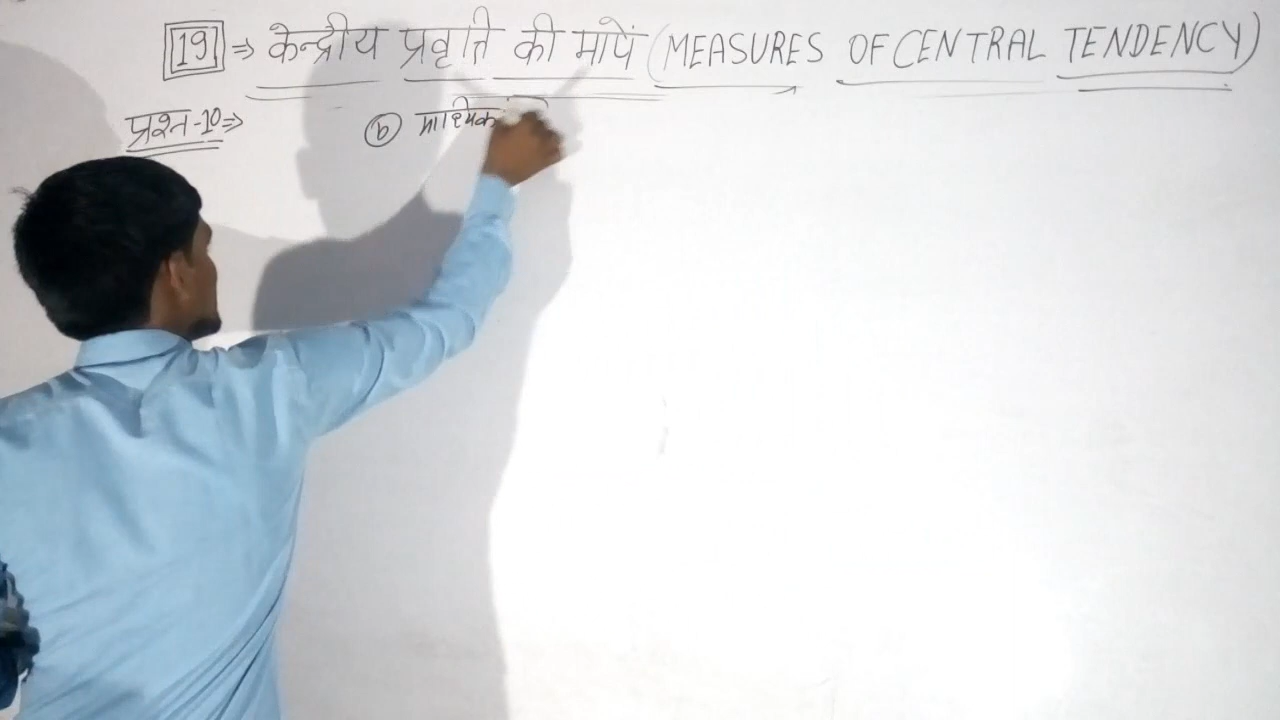 19 ⇒ केन्द्रीय प्रवृति की मापें (MEASURES OF CENTRAL TENDENCY)
प्रश्न-10 ⇒ (b) माध्यिक